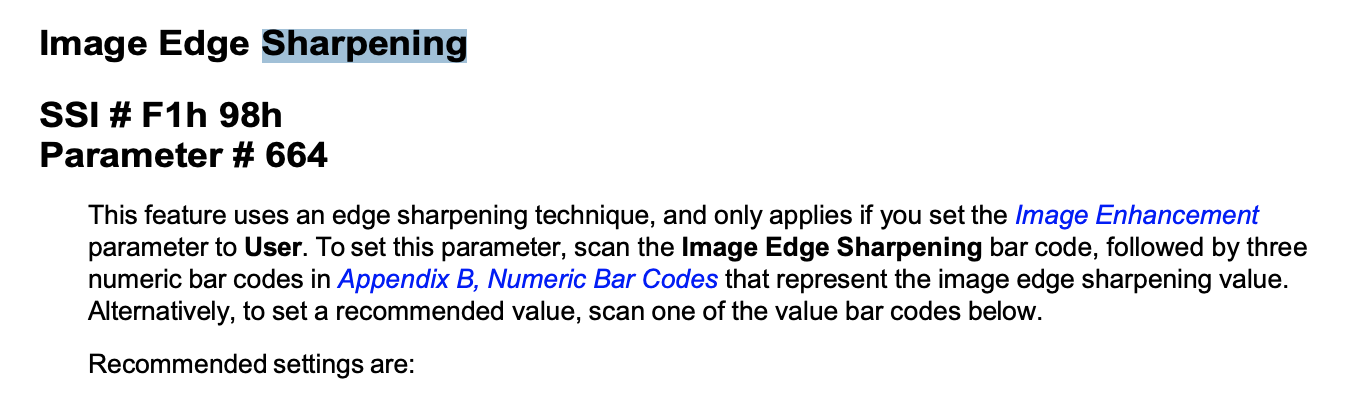 Image Edge Sharpening
SSI # F1h 98h
Parameter # 664
This feature uses an edge sharpening technique, and only applies if you set the Image Enhancement
parameter to User. To set this parameter, scan the Image Edge Sharpening bar code, followed by three
numeric bar codes in Appendix B, Numeric Bar Codes that represent the image edge sharpening value.
Alternatively, to set a recommended value, scan one of the value bar codes below.
Recommended settings are: